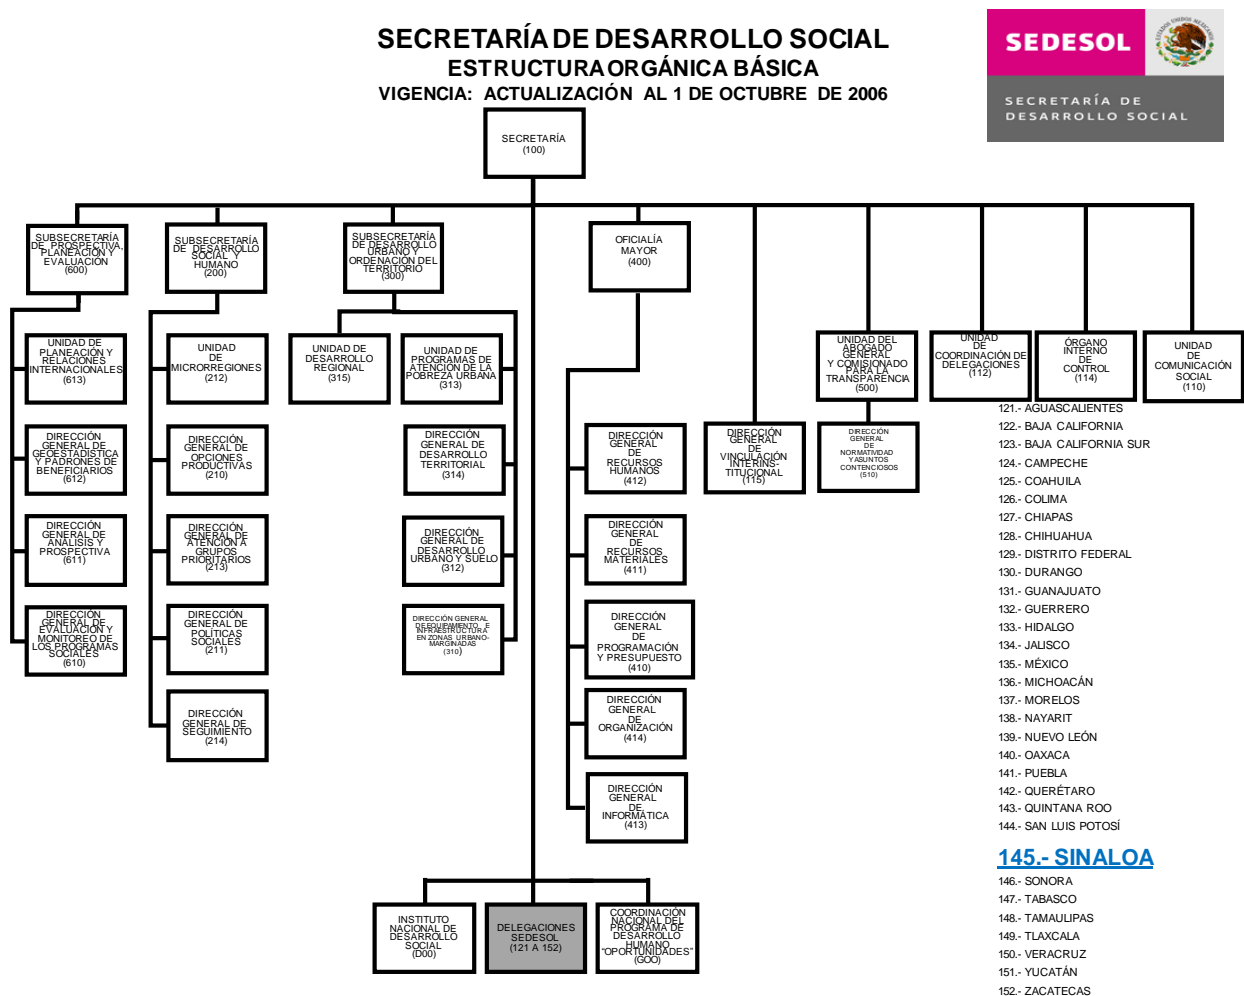 SECRETARÍA DE DESARROLLO SOCIAL
ESTRUCTURA ORGÁNICA BÁSICA
VIGENCIA: ACTUALIZACIÓN AL 1 DE OCTUBRE DE 2006
SEDESOL
SECRETARÍA DE
DESARROLLO SOCIAL
SECRETARÍA
(100)
SUBSECRETARÍA
DE PROSPECTIVA,
PLANEACIÓN Y
EVALUACIÓN
(600)
SUBSECRETARÍA
DE DESARROLLO
SOCIAL Y
HUMANO
(200)
SUBSECRETARÍA
DE DESARROLLO
URBANO Y
ORDENACIÓN DEL
TERRITORIO
(300)
OFICIALÍA
MAYOR
(400)
UNIDAD DE
PLANEACIÓN Y
RELACIONES
INTERNACIONALES
(613)
UNIDAD
DE
MICRORREGIONES
(212)
UNIDAD DE
DESARROLLO
REGIONAL
(315)
UNIDAD DE
PROGRAMAS DE
ATENCIÓN DE LA
POBREZA URBANA
(313)
UNIDAD DEL
ABOGADO
GENERAL
Y COMISIONADO
PARA LA
TRANSPARENCIA
(500)
UNIDAD
DE
COORDINACIÓN DE
DELEGACIONES
(112)
ÓRGANO
INTERNO
DE
CONTROL
(114)
UNIDAD
DE
COMUNICACIÓN
SOCIAL
(110)
DIRECCIÓN
GENERAL DE
GEOESTADÍSTICA
Y PADRONES DE
BENEFICIARIOS
(612)
DIRECCIÓN
GENERAL DE
OPCIONES
PRODUCTIVAS
(210)
DIRECCIÓN
GENERAL DE
DESARROLLO
TERRITORIAL
(314)
DIRECCIÓN
GENERAL
DE
RECURSOS
HUMANOS
(412)
DIRECCIÓN
GENERAL
DE
VINCULACIÓN
INTERINS-
TITUCIONAL
(115)
DIRECCIÓN
GENERAL
DE
NORMATIVIDAD
Y ASUNTOS
CONTENCIOSOS
(510)
DIRECCIÓN
GENERAL DE
ANÁLISIS Y
PROSPECTIVA
(611)
DIRECCIÓN
GENERAL DE
ATENCIÓN A
GRUPOS
PRIORITARIOS
(213)
DIRECCIÓN
GENERAL DE
DESARROLLO
URBANO Y SUELO
(312)
DIRECCIÓN
GENERAL
DE
RECURSOS
MATERIALES
(411)
DIRECCIÓN
GENERAL DE
EVALUACIÓN Y
MONITOREO DE
LOS PROGRAMAS
SOCIALES
(610)
DIRECCIÓN
GENERAL DE
POLÍTICAS
SOCIALES
(211)
DIRECCIÓN GENERAL
DE EQUIPAMIENTO E
INFRAESTRUCTURA
EN ZONAS URBANO-
MARGINADAS
(310)
DIRECCIÓN
GENERAL
DE
PROGRAMACIÓN
Y PRESUPUESTO
(410)
DIRECCIÓN
GENERAL DE
SEGUIMIENTO
(214)
DIRECCIÓN
GENERAL
DE
ORGANIZACIÓN
(414)
DIRECCIÓN
GENERAL
DE
INFORMÁTICA
(413)
INSTITUTO
NACIONAL DE
DESARROLLO
SOCIAL
(D00)
DELEGACIONES
SEDESOL
(121 A 152)
COORDINACIÓN
NACIONAL DEL
PROGRAMA DE
DESARROLLO
HUMANO
"OPORTUNIDADES"
(GOO)
121.- AGUASCALIENTES
122.- BAJA CALIFORNIA
123.- BAJA CALIFORNIA SUR
124.- CAMPECHE
125.- COAHUILA
126.- COLIMA
127.- CHIAPAS
128.- CHIHUAHUA
129.- DISTRITO FEDERAL
130.- DURANGO
131.- GUANAJUATO
132.- GUERRERO
133.- HIDALGO
134.- JALISCO
135.- MÉXICO
136.- MICHOACÁN
137.- MORELOS
138.- NAYARIT
139.- NUEVO LEÓN
140.- OAXACA
141.- PUEBLA
142.- QUERÉTARO
143.- QUINTANA ROO
144.- SAN LUIS POTOSÍ
145.- SINALOA
146.- SONORA
147.- TABASCO
148.- TAMAULIPAS
149.- TLAXCALA
150.- VERACRUZ
151.- YUCATÁN
152.- ZACATECAS